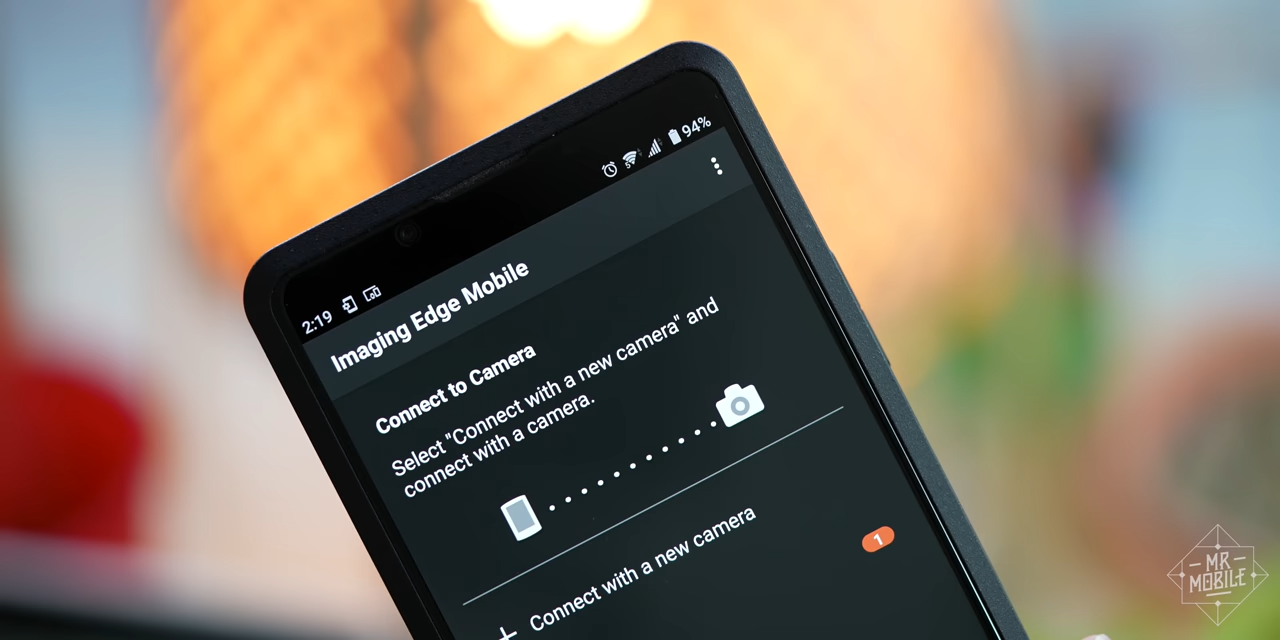 2:19
94%
Imaging Edge Mobile
Connect to Camera
Select "Connect with a new camera" and
connect with a camera.
+ Connect with a new camera
1
MR
MOBILE